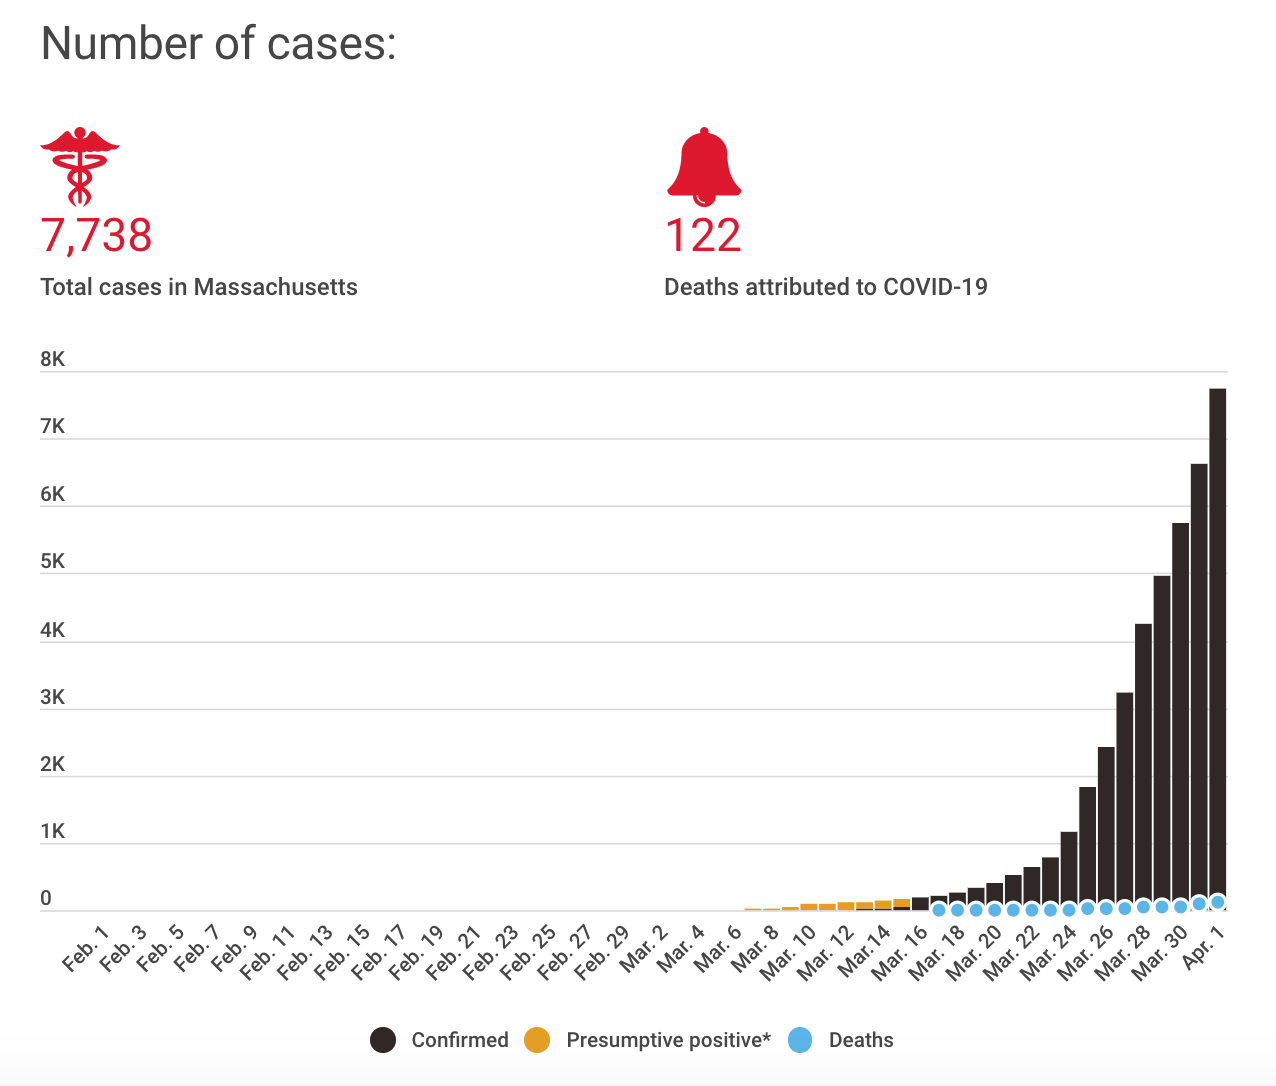 Number of cases:
7,738
122
Total cases in Massachusetts
Deaths attributed to COVID-19
8K
7K
6K
5K
4K
3K
2K
1K
0
Feb. 1
Feb. 3
Feb. 5
Feb. 7
Feb. 9
Feb. 11
Feb. 13
Feb. 15
Feb. 17
Feb. 19
Feb. 21
Feb. 23
Feb. 25
Feb. 27
Feb. 29
Mar. 2
Mar. 4
Mar. 6
Mar. 8
Mar. 10
Mar. 12
Mar.14
Mar. 16
Mar. 18
Mar. 20
Mar. 22
Mar. 24
Mar. 26
Mar. 28
Mar. 30
Apr. 1
Confirmed
Presumptive positive*
Deaths